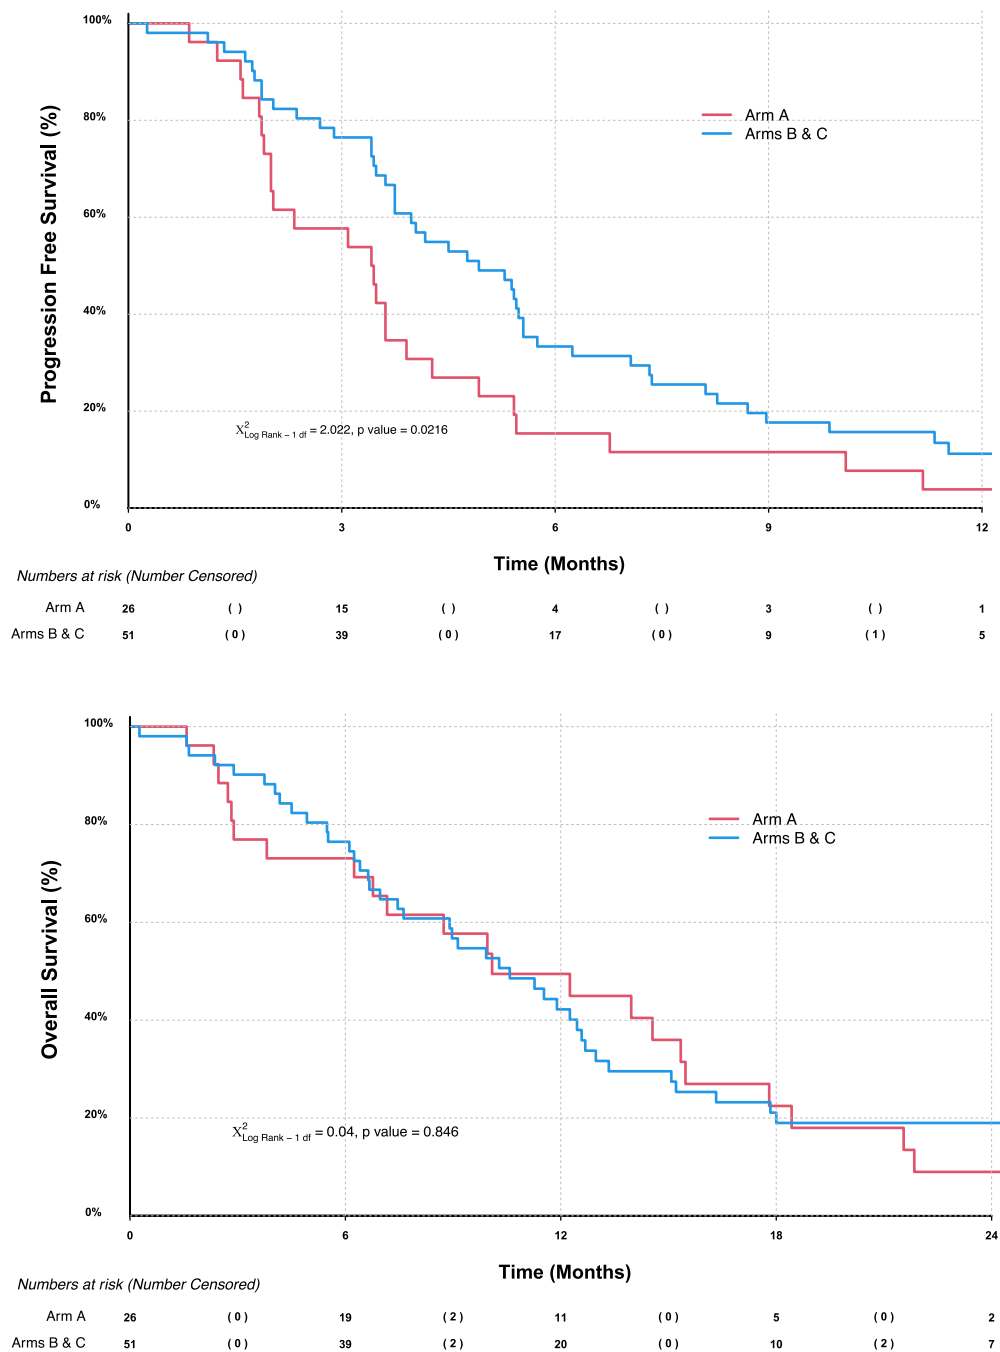 100%
80%
60%
40%
20%
0%
Progression Free Survival (%)
Arm A
Arms B & C
X²Log Rank – 1 df = 2.022, p value = 0.0216
0 3 6 9 12
Time (Months)
Numbers at risk (Number Censored)
Arm A 26 ( ) 15 ( ) 4 ( ) 3 ( ) 1
Arms B & C 51 ( 0 ) 39 ( 0 ) 17 ( 0 ) 9 ( 1 ) 5
100%
80%
60%
40%
20%
0%
Overall Survival (%)
Arm A
Arms B & C
X²Log Rank – 1 df = 0.04, p value = 0.846
0 6 12 18 24
Time (Months)
Numbers at risk (Number Censored)
Arm A 26 ( 0 ) 19 ( 2 ) 11 ( 0 ) 5 ( 0 ) 2
Arms B & C 51 ( 0 ) 39 ( 2 ) 20 ( 0 ) 10 ( 2 ) 7